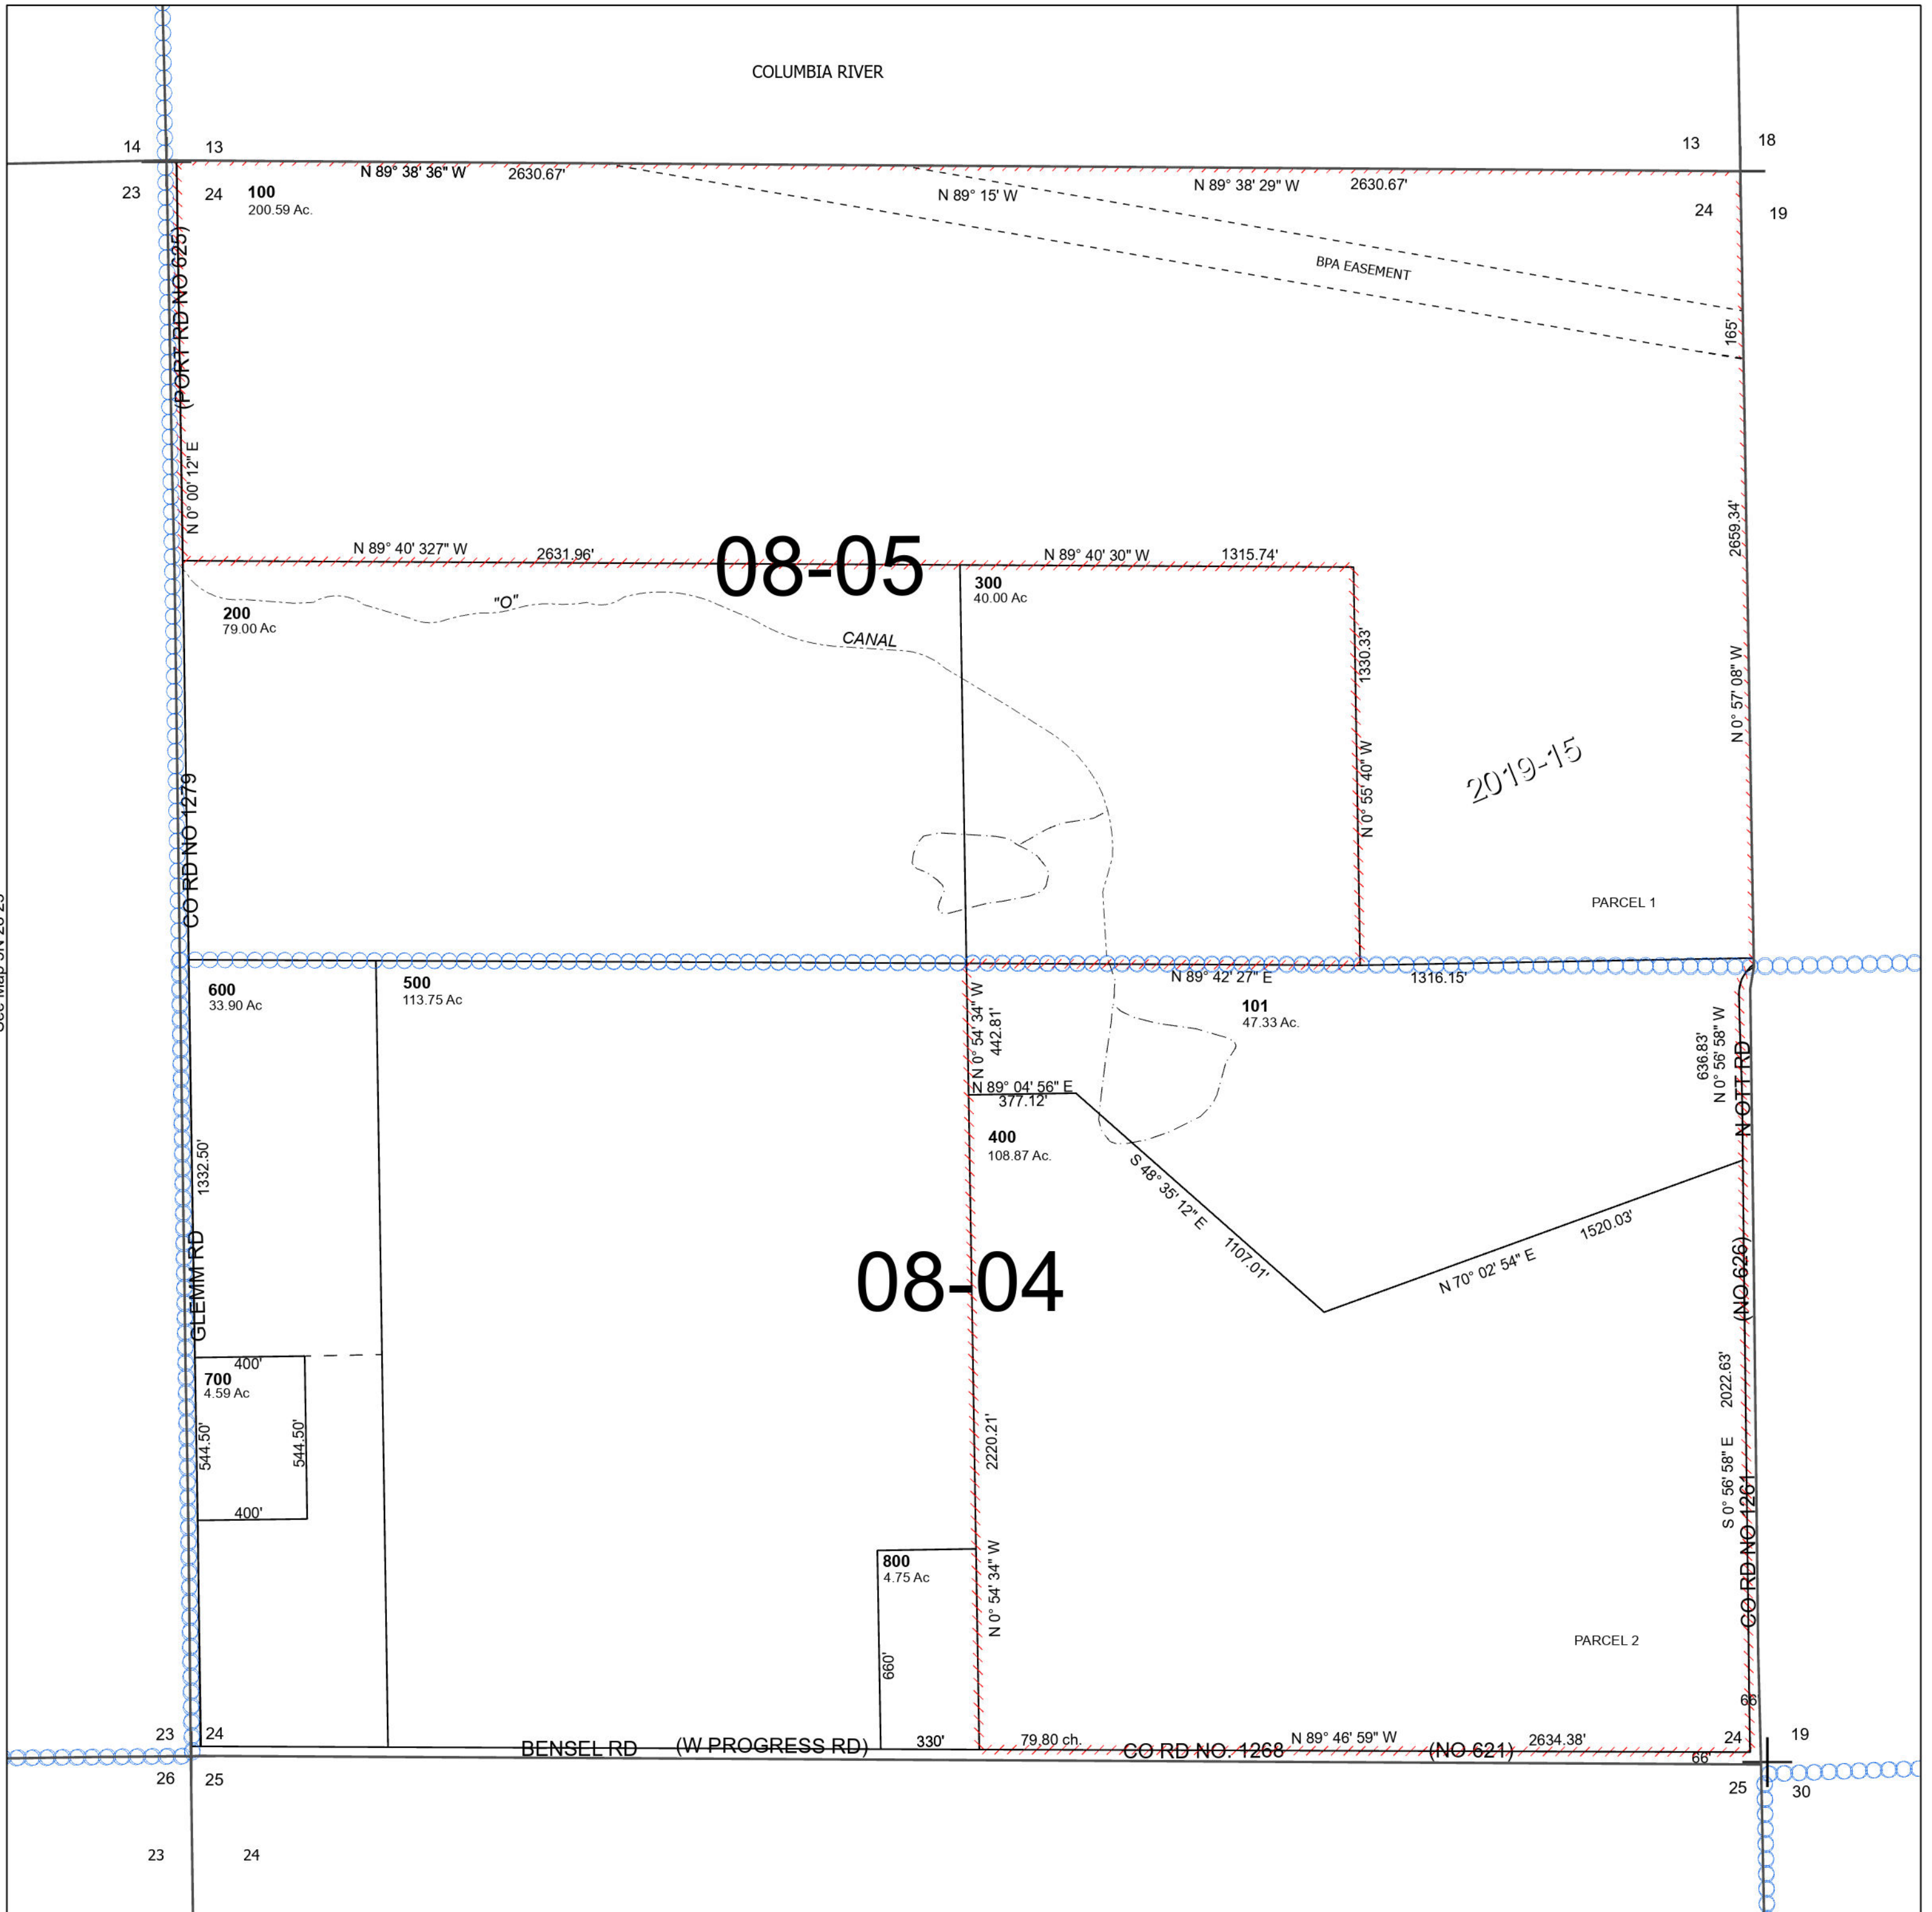 COLUMBIA RIVER
14
13
13
18
23
24
24
19
100
200.59 Ac.
N 89° 38' 36" W
2630.67'
N 89° 15' W
N 89° 38' 29" W
2630.67'
BPA EASEMENT
165'
(PORT RD NO 625)
N 0° 00' 12" E
2659.34'
N 0° 57' 08" W
N 89° 40' 327" W
2631.96'
08-05
N 89° 40' 30" W
1315.74'
300
40.00 Ac
200
79.00 Ac
"O"
CANAL
1330.33'
N 0° 55' 40" W
2019-15
PARCEL 1
CO RD NO 1279
600
33.90 Ac
500
113.75 Ac
N 89° 42' 27" E
1316.15'
101
47.33 Ac.
N 0° 54' 34" W
442.81'
N 89° 04' 56" E
377.12'
400
108.87 Ac.
636.83'
N 0° 56' 58" W
N OTT RD
1332.50'
S 48° 35' 12" E
1107.01'
N 70° 02' 54" E
1520.03'
(NO 626)
08-04
GLEMM RD
400'
700
4.59 Ac
544.50'
544.50'
400'
2220.21'
N 0° 54' 34" W
2022.63'
S 0° 56' 58" E
CO RD NO 1261
800
4.75 Ac
660'
PARCEL 2
66'
23
24
BENSEL RD
(W PROGRESS RD)
330'
79.80 ch.
CO RD NO. 1268
N 89° 46' 59" W
(NO 621)
2634.38'
24
19
66'
26
25
25
30
23
24